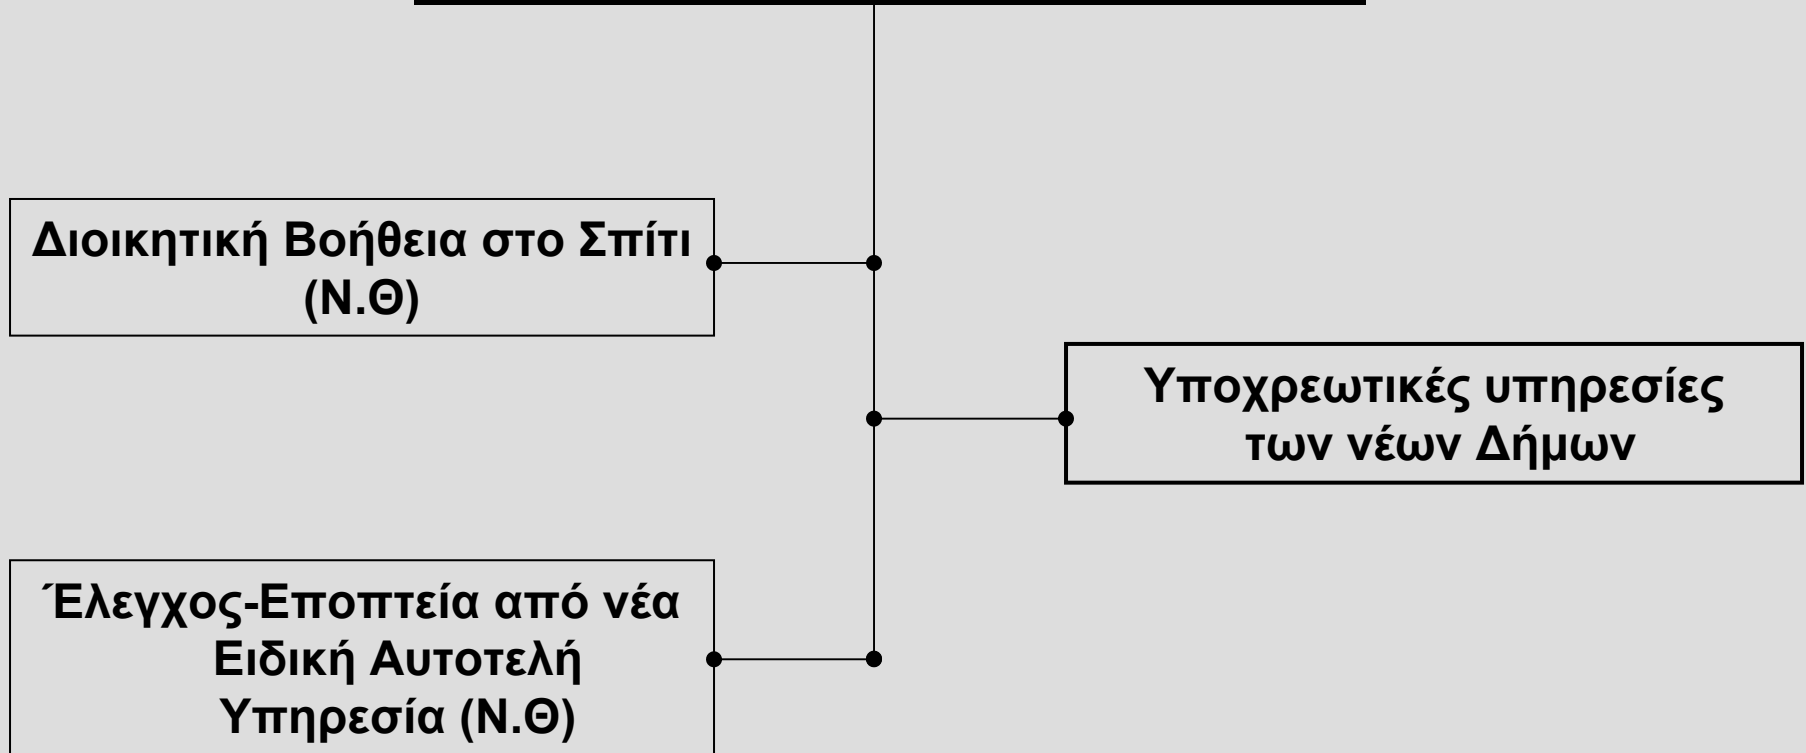 Διοικητική Βοήθεια στο Σπίτι
(Ν.Θ)
Υποχρεωτικές υπηρεσίες
των νέων Δήμων
Έλεγχος-Εποπτεία από νέα
Ειδική Αυτοτελή
Υπηρεσία (Ν.Θ)